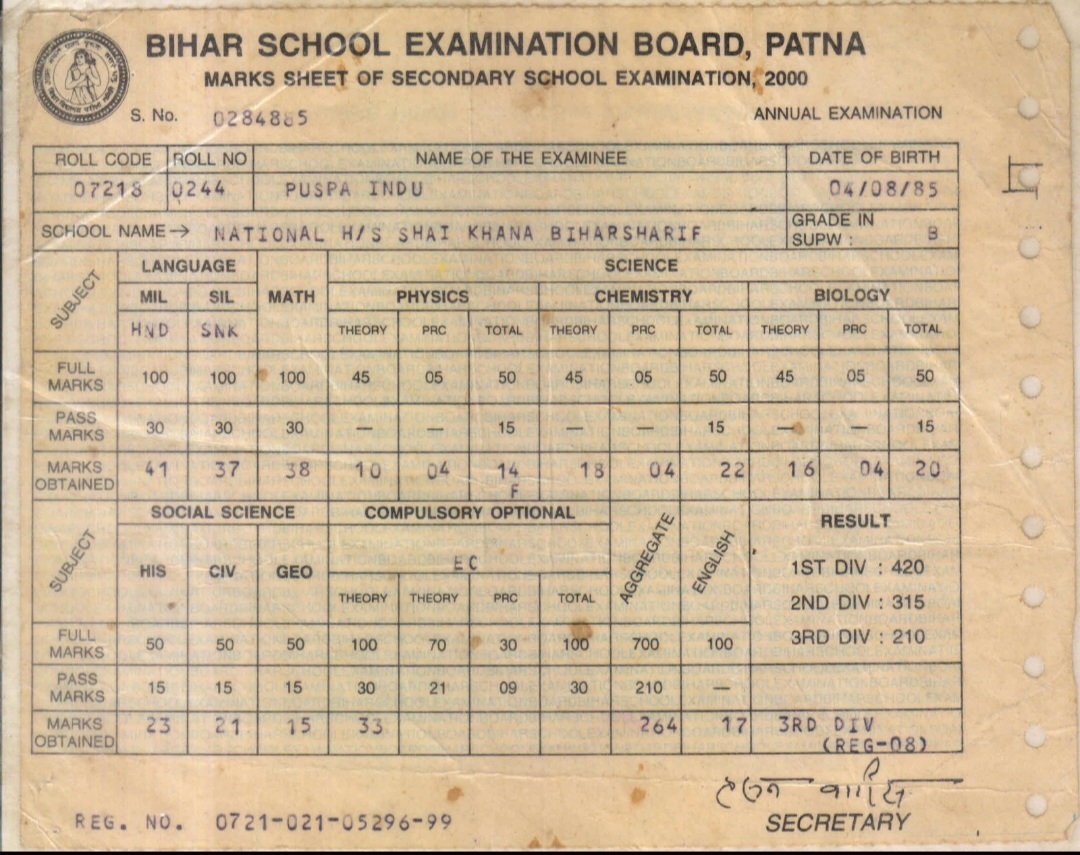 BIHAR SCHOOL EXAMINATION BOARD, PATNA
MARKS SHEET OF SECONDARY SCHOOL EXAMINATION, 2000
S. No. 0284885 ANNUAL EXAMINATION
ROLL CODE ROLL NO NAME OF THE EXAMINEE DATE OF BIRTH
07218 0244 PUSPA INDU 04/08/85
SCHOOL NAME → NATIONAL H/S SHAI KHANA BIHARSHARIF GRADE IN SUPW : B
SUBJECT LANGUAGE MATH SCIENCE
MIL SIL PHYSICS CHEMISTRY BIOLOGY
HND SNK THEORY PRC TOTAL THEORY PRC TOTAL THEORY PRC TOTAL
FULL MARKS 100 100 100 45 05 50 45 05 50 45 05 50
PASS MARKS 30 30 30 — — 15 — — 15 — — 15
MARKS OBTAINED 41 37 38 10 04 14 18 04 22 16 04 20
F
SUBJECT SOCIAL SCIENCE COMPULSORY OPTIONAL AGGREGATE ENGLISH RESULT
HIS CIV GEO EC 1ST DIV : 420
THEORY THEORY PRC TOTAL 2ND DIV : 315
FULL MARKS 50 50 50 100 70 30 100 700 100 3RD DIV : 210
PASS MARKS 15 15 15 30 21 09 30 210 —
MARKS OBTAINED 23 21 15 33 264 17 3RD DIV
(REG-08)
REG. NO. 0721-021-05296-99 SECRETARY